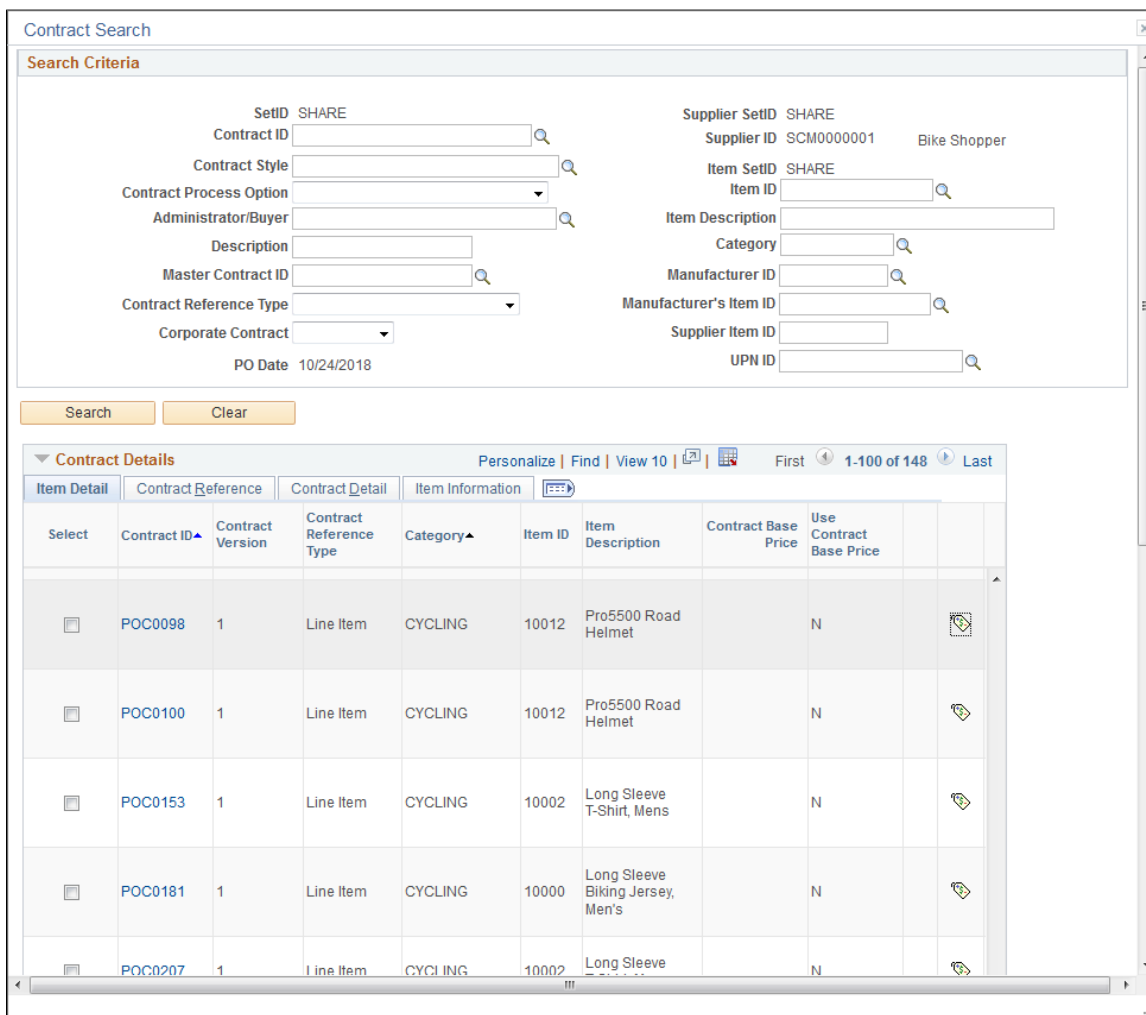 Contract Search
Search Criteria
SetID SHARE
Supplier SetID SHARE
Contract ID
Supplier ID SCM0000001 Bike Shopper
Contract Style
Item SetID SHARE
Contract Process Option
Item ID
Administrator/Buyer
Item Description
Description
Category
Master Contract ID
Manufacturer ID
Contract Reference Type
Manufacturer's Item ID
Corporate Contract
Supplier Item ID
PO Date 10/24/2018
UPN ID
Search Clear
Contract Details Personalize | Find | View 10 | | First 1-100 of 148 Last
Item Detail Contract Reference Contract Detail Item Information
Select Contract ID Contract Version Contract Reference Type Category Item ID Item Description Contract Base Price Use Contract Base Price
POC0098 1 Line Item CYCLING 10012 Pro5500 Road Helmet N
POC0100 1 Line Item CYCLING 10012 Pro5500 Road Helmet N
POC0153 1 Line Item CYCLING 10002 Long Sleeve T-Shirt, Mens N
POC0181 1 Line Item CYCLING 10000 Long Sleeve Biking Jersey, Men's N
POC0207 1 Line Item CYCLING 10002 Long Sleeve N